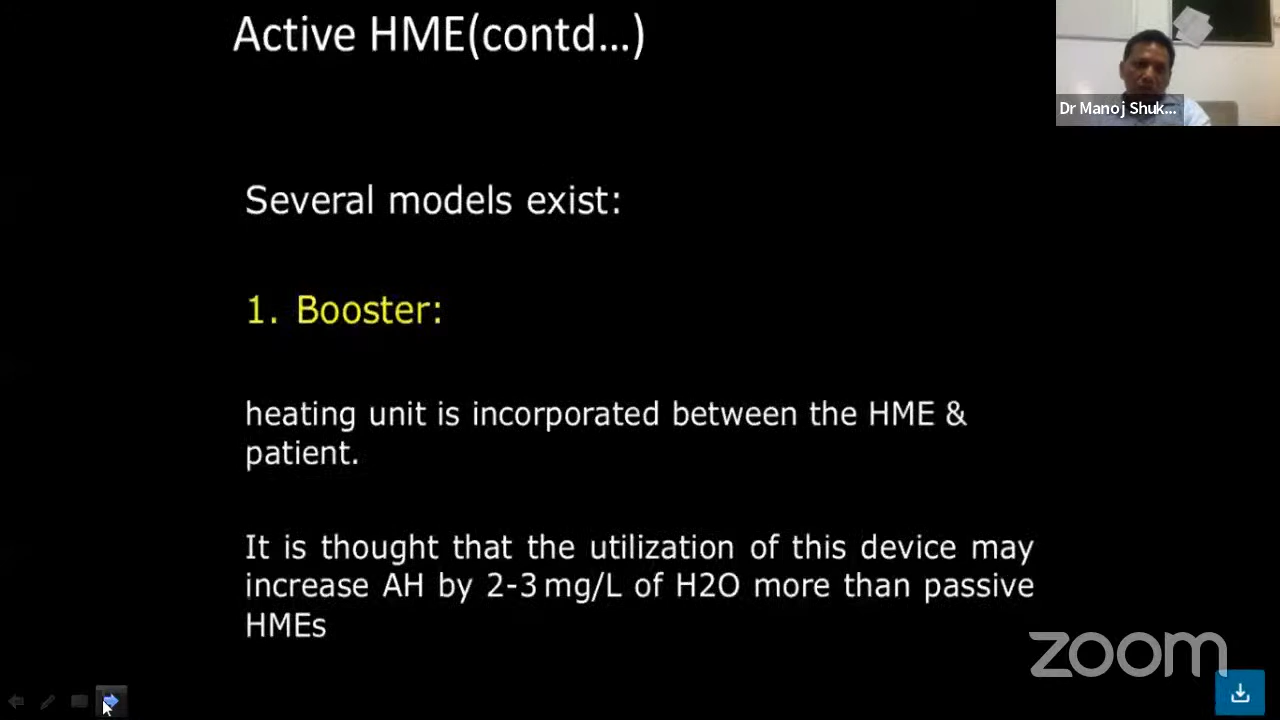 Active HME(contd...)
Dr Manoj Shuk...
Several models exist:
1. Booster:
heating unit is incorporated between the HME &
patient.
It is thought that the utilization of this device may
increase AH by 2-3 mg/L of H2O more than passive
HMEs
zoom